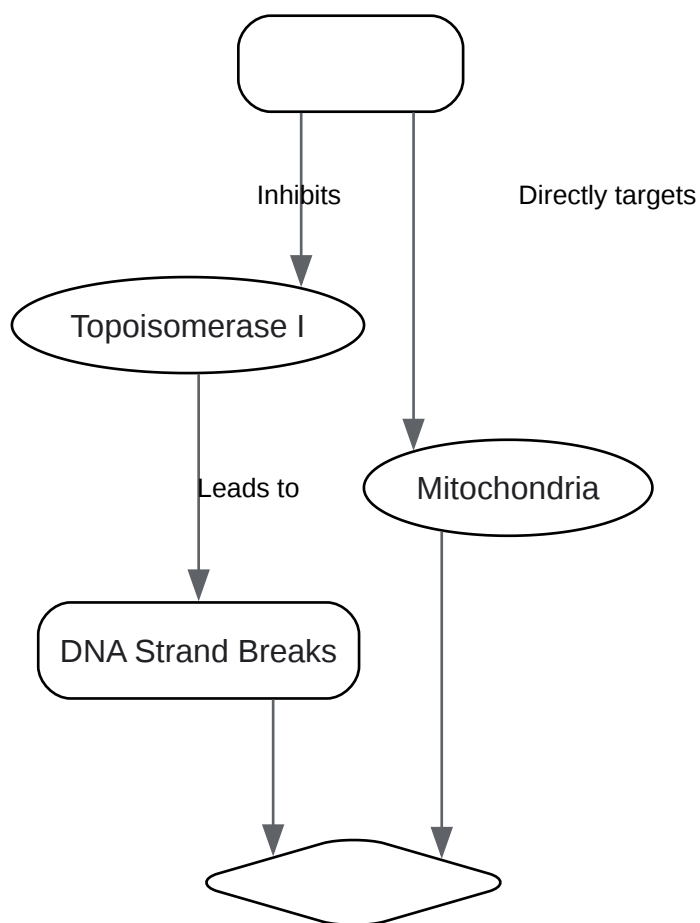 Inhibits
Directly targets
Topoisomerase I
Leads to
Mitochondria
DNA Strand Breaks